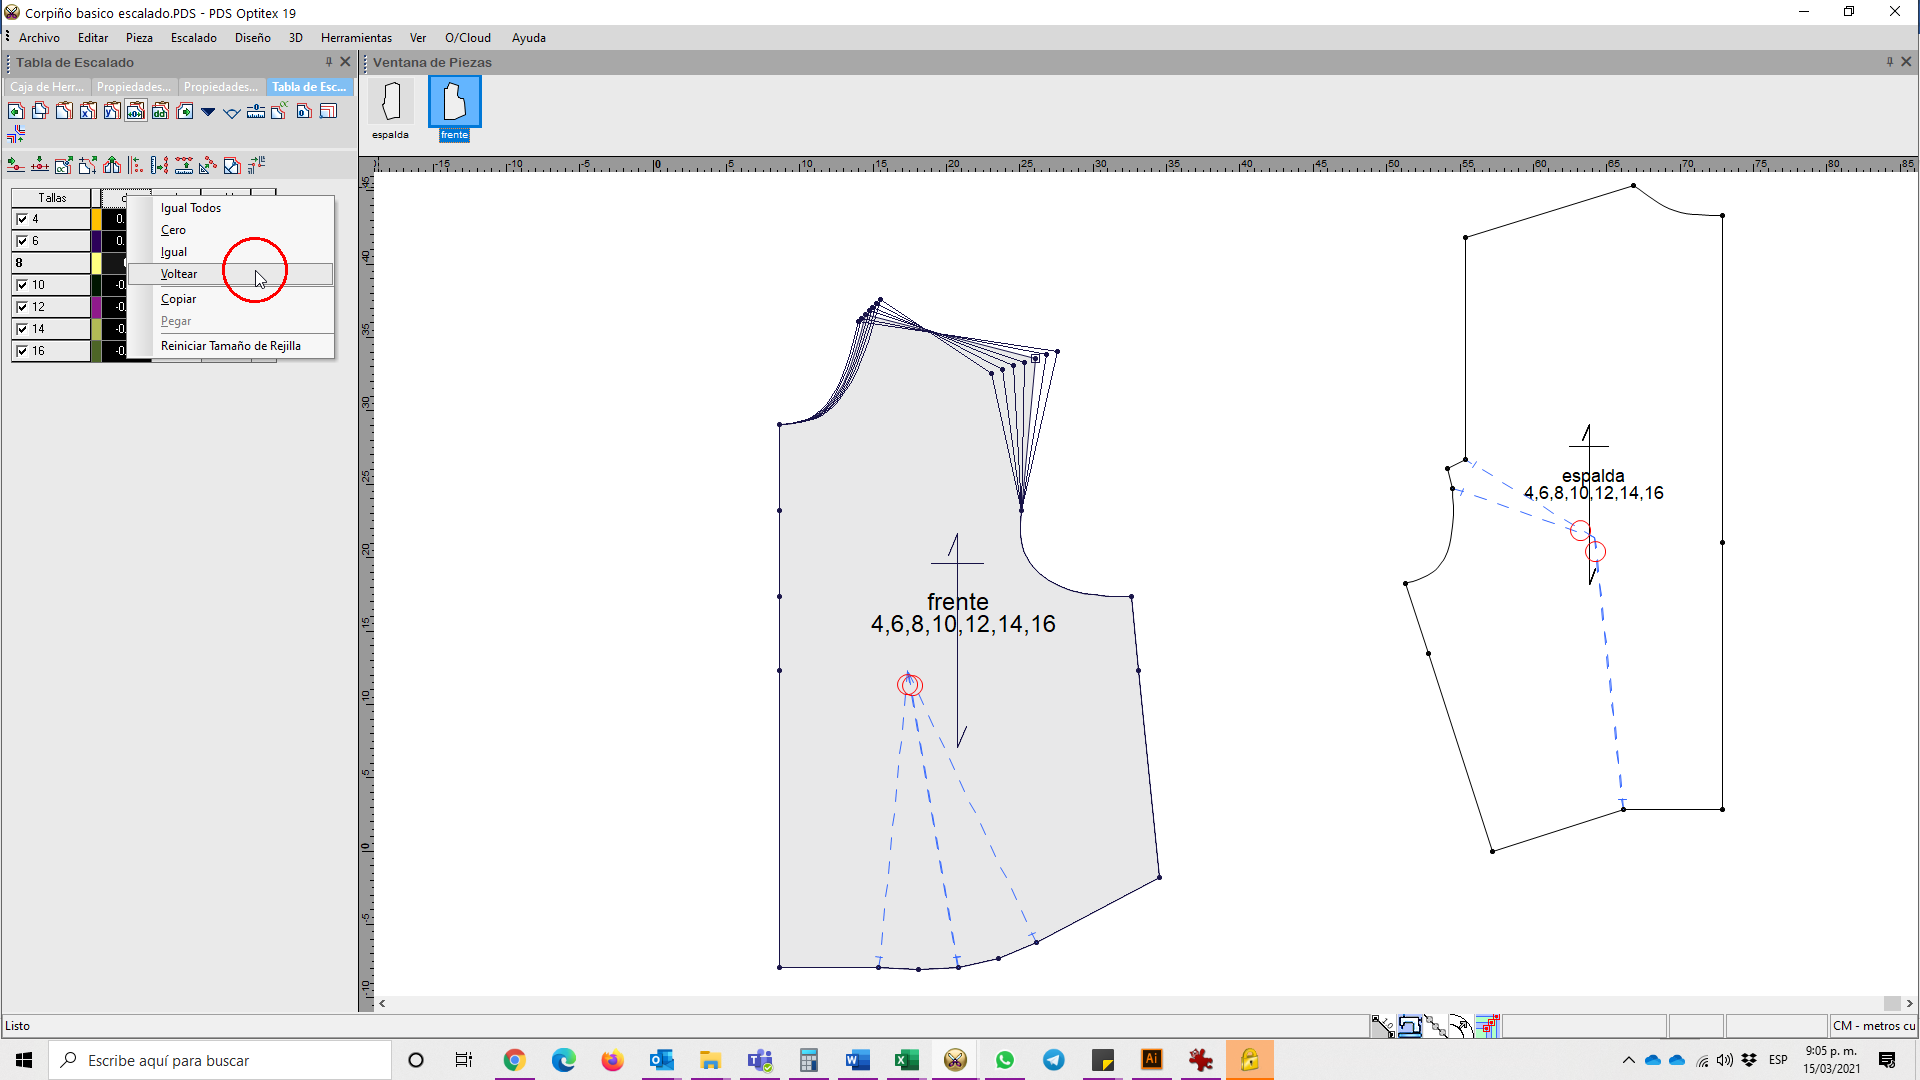 Corpiño basico escalado.PDS - PDS Optitex 19
Archivo Editar Pieza Escalado Diseño 3D Herramientas Ver O/Cloud Ayuda
Tabla de Escalado
Ventana de Piezas
Caja de Herr... Propiedades... Propiedades... Tabla de Esc...
espalda
frente
-15 -10 -5 0 5 10 15 20 25 30 35 40 45 50 55 60 65 70 75 80 85
Tallas
4 0.
6 0.
8
10 -0.
12 -0.
14 -0.
16 -0.
Igual Todos
Cero
Igual
Voltear
Copiar
Pegar
Reiniciar Tamaño de Rejilla
45
40
35
30
25
20
15
10
5
0
-5
-10
espalda
4,6,8,10,12,14,16
frente
4,6,8,10,12,14,16
Listo
CM - metros cu
Escribe aquí para buscar
ESP
9:05 p. m.
15/03/2021